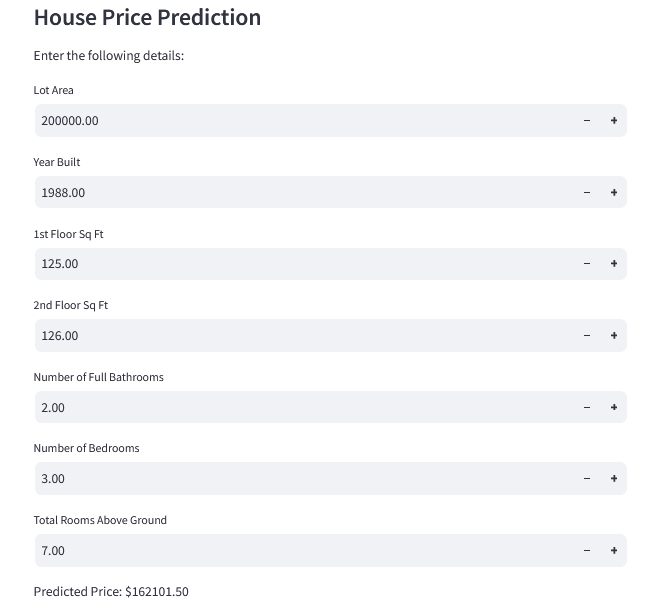 House Price Prediction
Enter the following details:
Lot Area
200000.00 − +
Year Built
1988.00 − +
1st Floor Sq Ft
125.00 − +
2nd Floor Sq Ft
126.00 − +
Number of Full Bathrooms
2.00 − +
Number of Bedrooms
3.00 − +
Total Rooms Above Ground
7.00 − +
Predicted Price: $162101.50